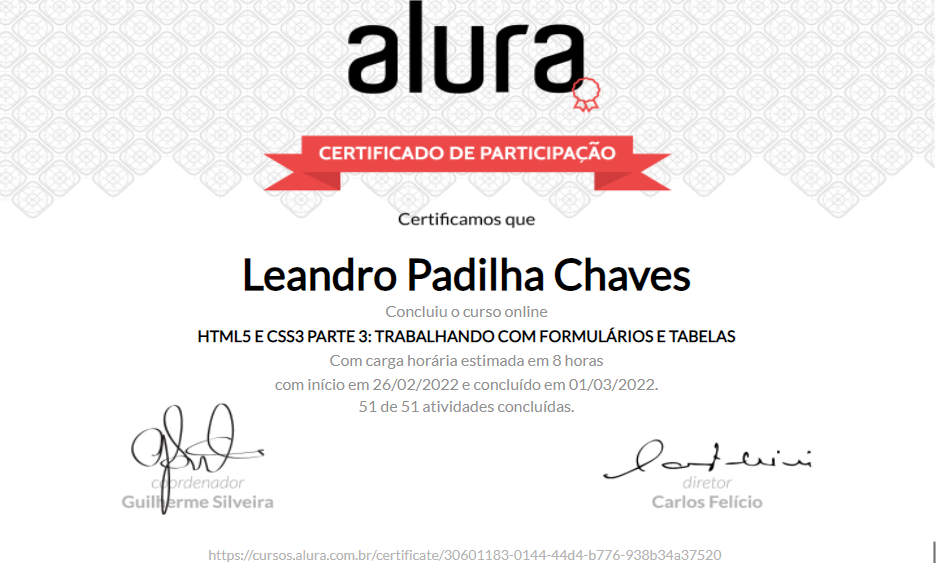 alura
CERTIFICADO DE PARTICIPAÇÃO
Certificamos que
Leandro Padilha Chaves
Concluiu o curso online
HTML5 E CSS3 PARTE 3: TRABALHANDO COM FORMULÁRIOS E TABELAS
Com carga horária estimada em 8 horas
com início em 26/02/2022 e concluído em 01/03/2022.
51 de 51 atividades concluídas.
coordenador
Guilherme Silveira
diretor
Carlos Felício
https://cursos.alura.com.br/certificate/30601183-0144-44d4-b776-938b34a37520